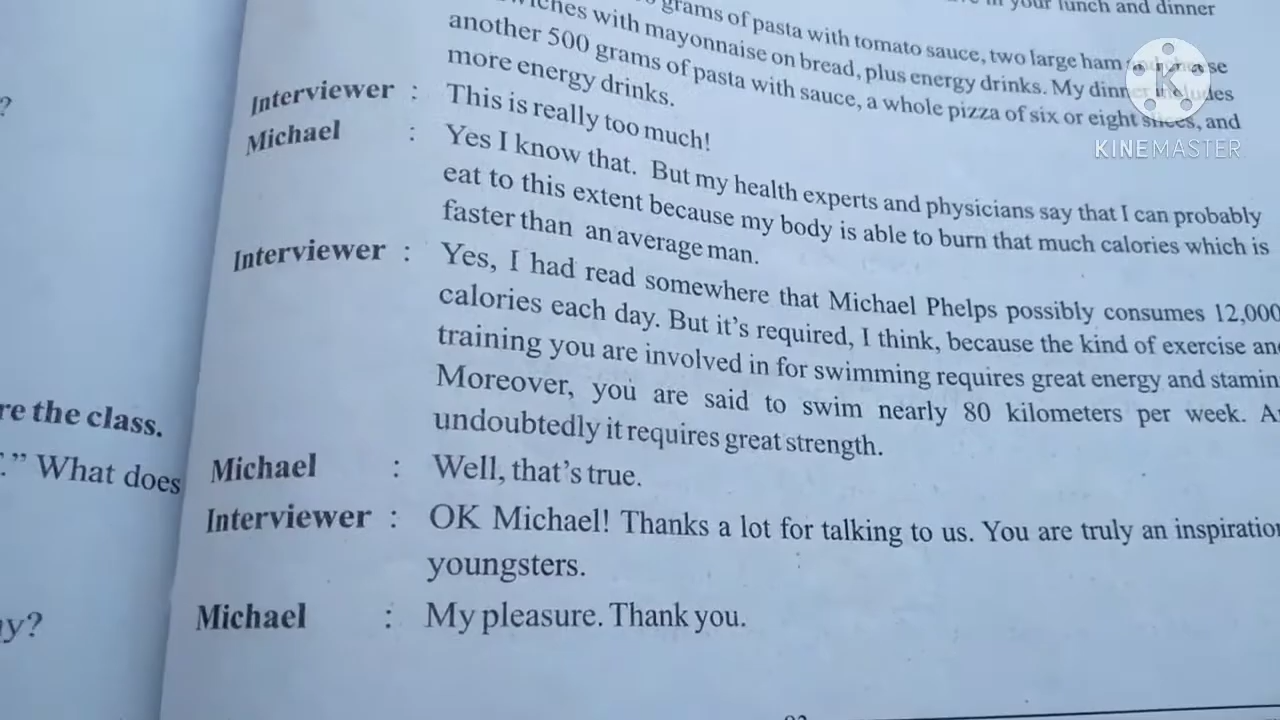 in your lunch and dinner
grams of pasta with tomato sauce, two large ham
with mayonnaise on bread, plus energy drinks. My dinner includes
another 500 grams of pasta with sauce, a whole pizza of six or eight slices, and
more energy drinks.
Interviewer : This is really too much!
Michael : Yes I know that. But my health experts and physicians say that I can probably
eat to this extent because my body is able to burn that much calories which is
faster than an average man.
Interviewer : Yes, I had read somewhere that Michael Phelps possibly consumes 12,000
calories each day. But it's required, I think, because the kind of exercise
training you are involved in for swimming requires great energy and
Moreover, you are said to swim nearly 80 kilometers per week.
undoubtedly it requires great strength.
Michael : Well, that's true.
Interviewer : OK Michael! Thanks a lot for talking to us. You are truly an
youngsters.
Michael : My pleasure. Thank you.
?
the class.
.” What does
?
K
KINEMASTER